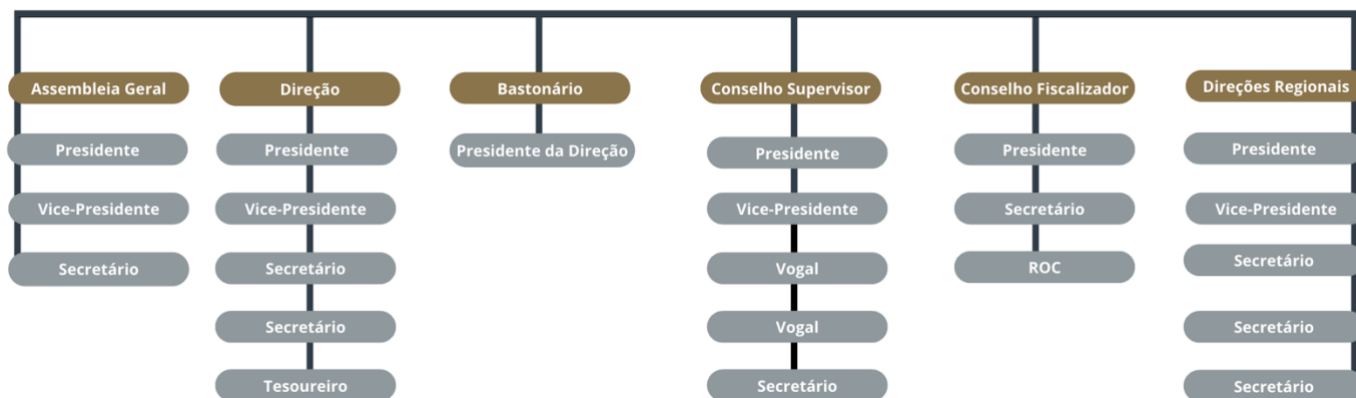 Assembleia Geral
Presidente
Vice-Presidente
Secretário
Direção
Presidente
Vice-Presidente
Secretário
Secretário
Tesoureiro
Bastonário
Presidente da Direção
Conselho Supervisor
Presidente
Vice-Presidente
Vogal
Vogal
Secretário
Conselho Fiscalizador
Presidente
Secretário
ROC
Direções Regionais
Presidente
Vice-Presidente
Secretário
Secretário
Secretário